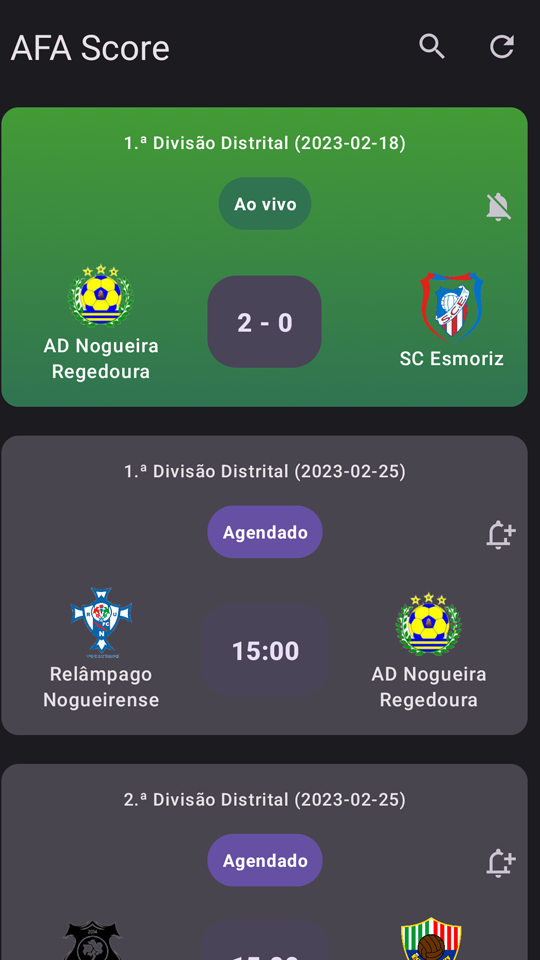 AFA Score
1.ª Divisão Distrital (2023-02-18)
Ao vivo
2 - 0
AD Nogueira
Regedoura
SC Esmoriz
1.ª Divisão Distrital (2023-02-25)
Agendado
15:00
Relâmpago
Nogueirense
AD Nogueira
Regedoura
2.ª Divisão Distrital (2023-02-25)
Agendado